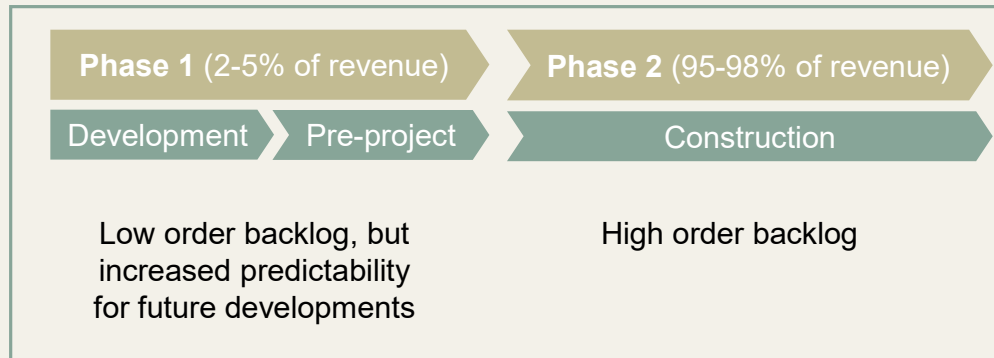 Phase 1 (2-5% of revenue)
Phase 2 (95-98% of revenue)
Development
Pre-project
Construction
Low order backlog, but
increased predictability
for future developments
High order backlog